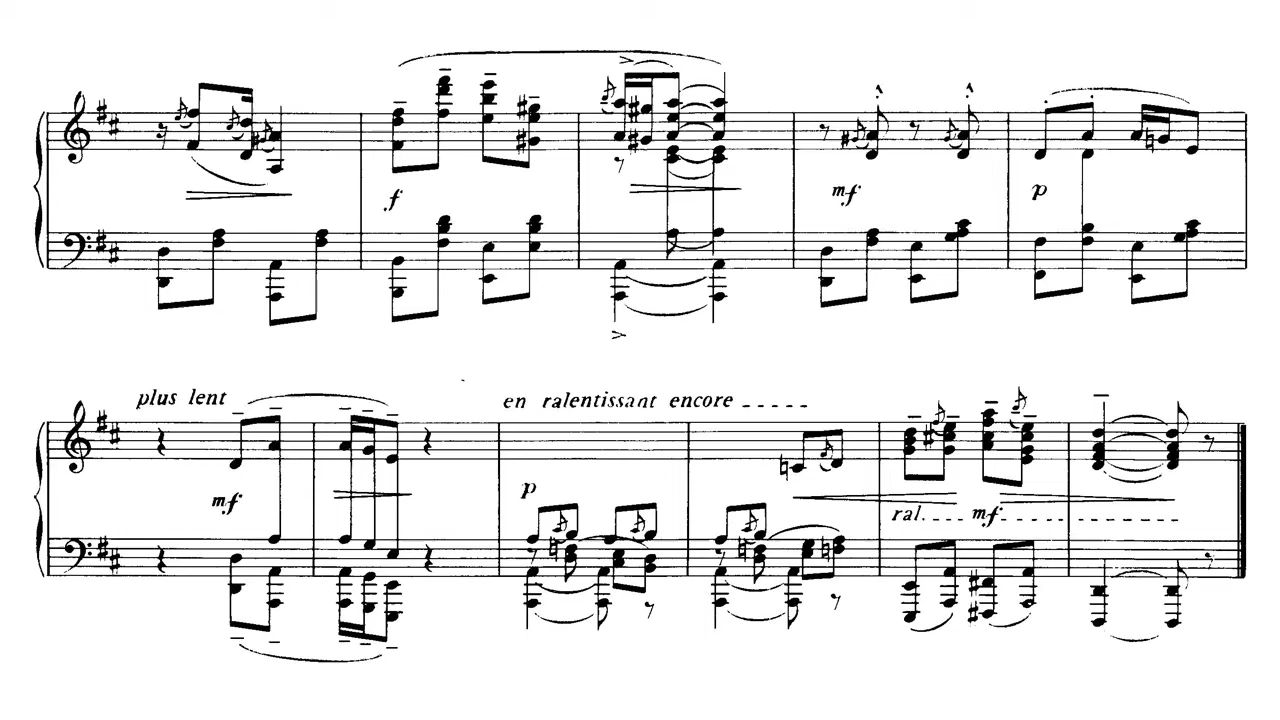 f
mf
p
plus lent
en ralentissant encore
mf
p
ral. mf